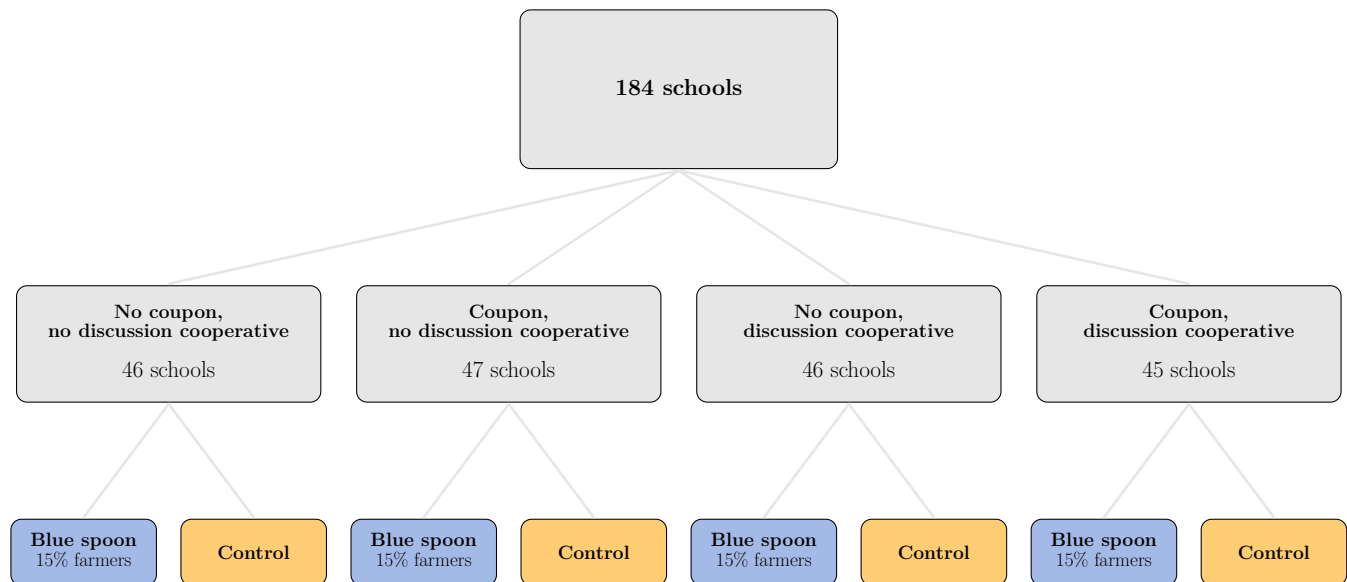 184 schools
No coupon,
no discussion cooperative
46 schools
Coupon,
no discussion cooperative
47 schools
No coupon,
discussion cooperative
46 schools
Coupon,
discussion cooperative
45 schools
Blue spoon
15% farmers
Control
Blue spoon
15% farmers
Control
Blue spoon
15% farmers
Control
Blue spoon
15% farmers
Control